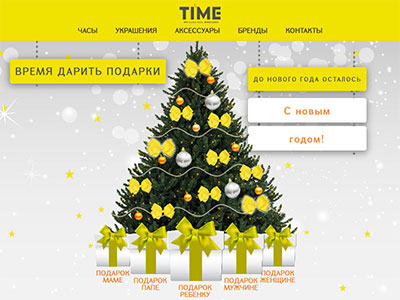 TIME
ЧАСЫ УКРАШЕНИЯ АКСЕССУАРЫ БРЕНДЫ КОНТАКТЫ
ВРЕМЯ ДАРИТЬ ПОДАРКИ
ДО НОВОГО ГОДА ОСТАЛОСЬ
С новым
годом!
ПОДАРОК
МАМЕ
ПОДАРОК
ПАПЕ
ПОДАРОК
РЕБЕНКУ
ПОДАРОК
МУЖЧИНЕ
ПОДАРОК
ЖЕНЩИНЕ